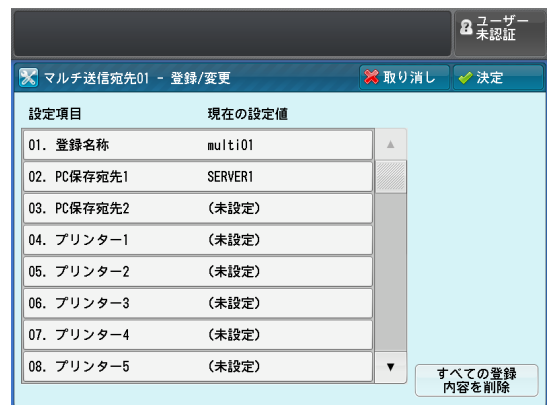 ユーザー
未認証
マルチ送信宛先01 - 登録/変更
取り消し
決定
設定項目 現在の設定値
01. 登録名称 multi01
02. PC保存宛先1 SERVER1
03. PC保存宛先2 (未設定)
04. プリンター1 (未設定)
05. プリンター2 (未設定)
06. プリンター3 (未設定)
07. プリンター4 (未設定)
08. プリンター5 (未設定)
すべての登録
内容を削除